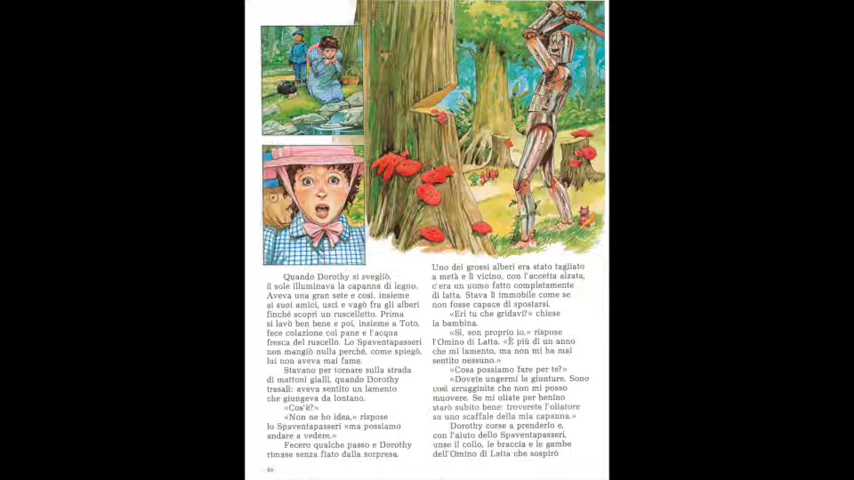 Quando Dorothy si svegliò,
il sole illuminava la capanna di legno.
Aveva una gran sete e così, insieme
ai suoi amici, uscì e vagò fra gli alberi
finché scoprì un ruscelletto. Prima
si lavò ben bene e poi, insieme a Toto,
fece colazione col pane e l'acqua
fresca del ruscello. Lo Spaventapasseri
non mangiò nulla perché, come spiegò,
lui non aveva mai fame.
Stavano per tornare sulla strada
di mattoni gialli, quando Dorothy
trasalì: aveva sentito un lamento
che giungeva da lontano.
«Cos'è?»
«Non ne ho idea,» rispose
lo Spaventapasseri «ma possiamo
andare a vedere.»
Fecero qualche passo e Dorothy
rimase senza fiato dalla sorpresa.
Uno dei grossi alberi era stato tagliato
a metà e lì vicino, con l'accetta alzata,
c'era un uomo fatto completamente
di latta. Stava lì immobile come se
non fosse capace di spostarsi.
«Eri tu che gridavi?» chiese
la bambina.
«Sì, son proprio io,» rispose
l'Omino di Latta. «È più di un anno
che mi lamento, ma non mi ha mai
sentito nessuno.»
«Cosa possiamo fare per te?»
«Dovete ungermi le giunture. Sono
così arrugginite che non mi posso
muovere. Se mi oliate per benino
starò subito bene: troverete l'oliatore
su uno scaffale della mia capanna.»
Dorothy corse a prenderlo e,
con l'aiuto dello Spaventapasseri,
unse il collo, le braccia e le gambe
dell'Omino di Latta che sospirò